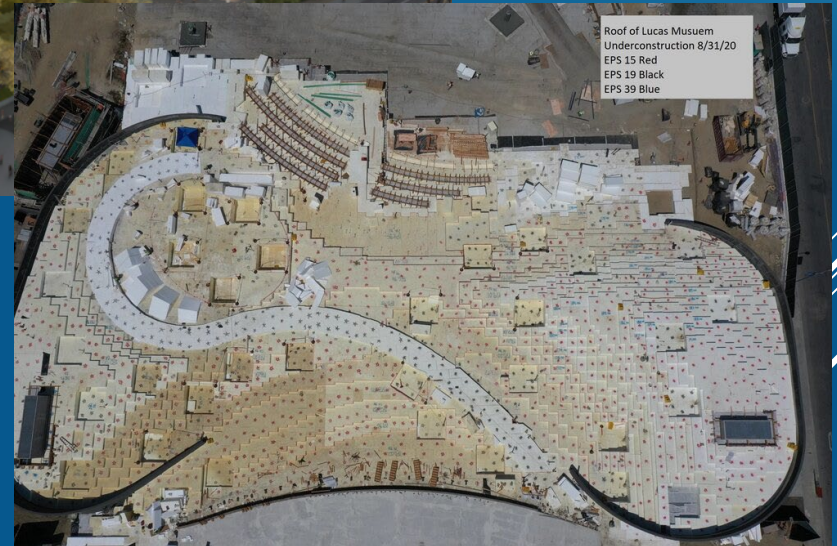 Roof of Lucas Musuem
Underconstruction 8/31/20
EPS 15 Red
EPS 19 Black
EPS 39 Blue